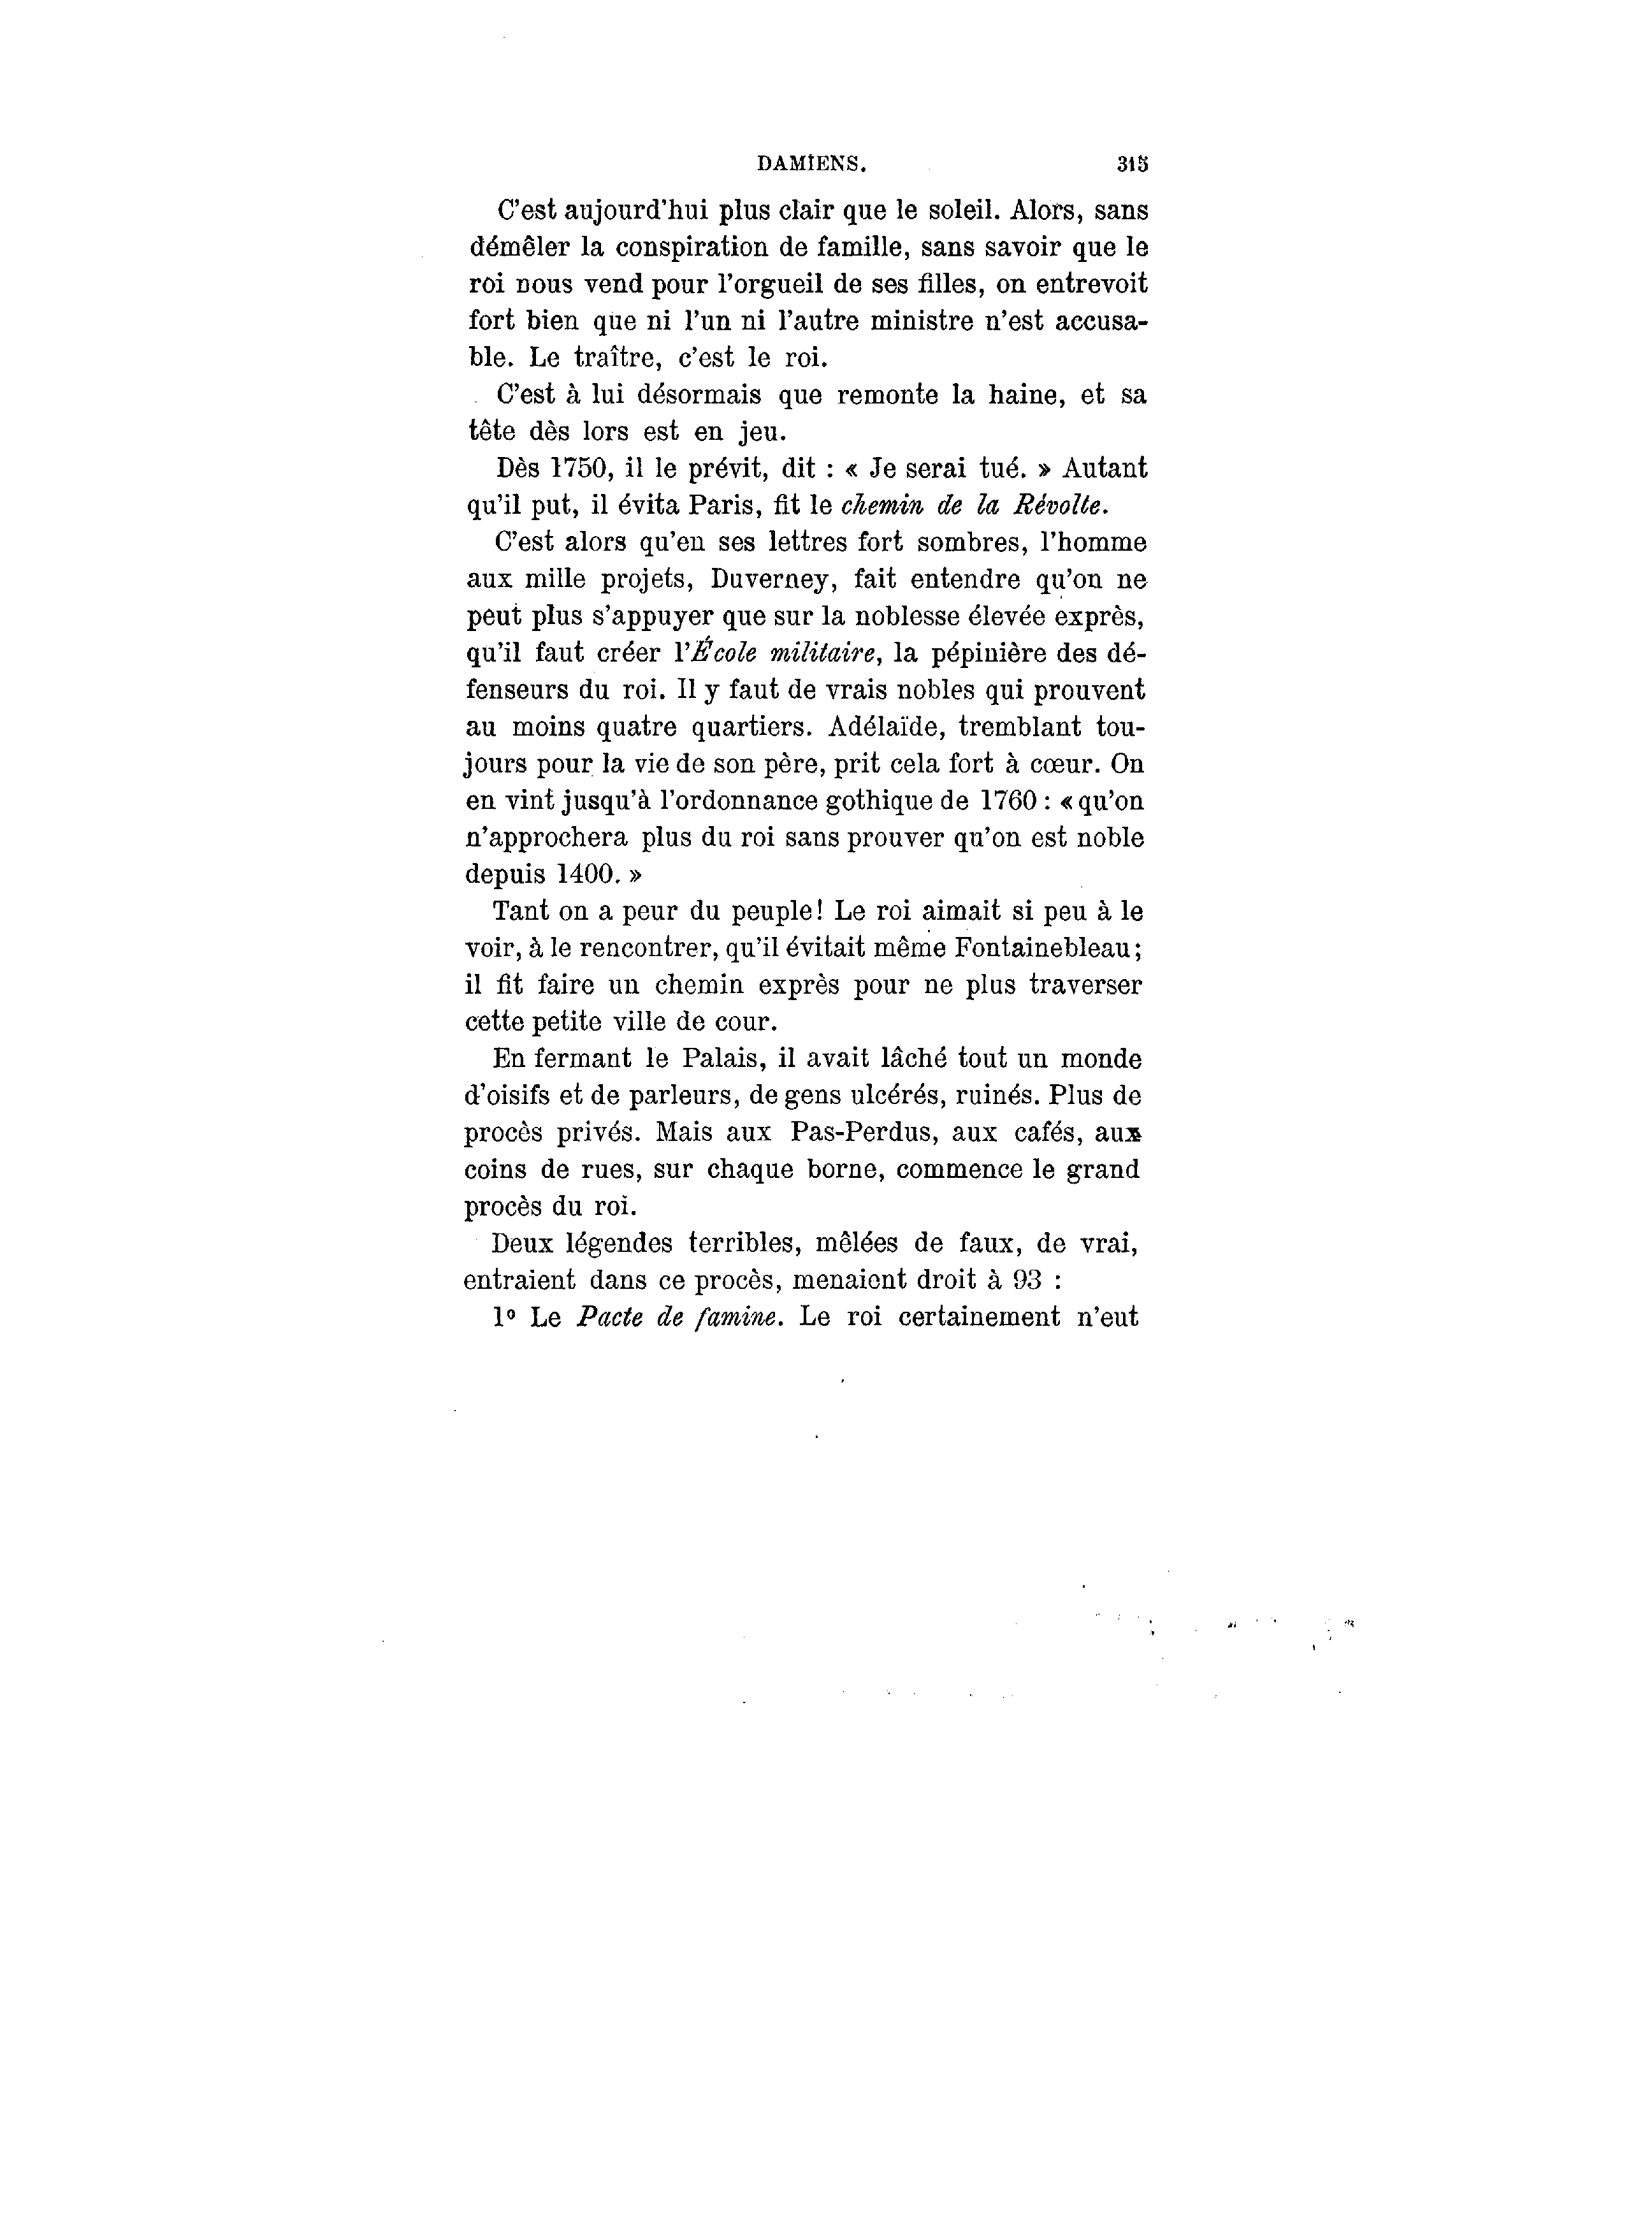 DAMIENS. 315
C'est aujourd'hui plus clair que le soleil. Alors, sans
démêler la conspiration de famille, sans savoir que le
roi nous vend pour l'orgueil de ses filles, on entrevoit
fort bien que ni l'un ni l'autre ministre n'est accusa-
ble. Le traître, c'est le roi.
C'est à lui désormais que remonte la haine, et sa
tête dès lors est en jeu.
Dès 1750, il le prévit, dit : « Je serai tué. » Autant
qu'il put, il évita Paris, fit le chemin de la Révolte.
C'est alors qu'en ses lettres fort sombres, l'homme
aux mille projets, Duverney, fait entendre qu'on ne
peut plus s'appuyer que sur la noblesse élevée exprès,
qu'il faut créer l'École militaire, la pépinière des dé-
fenseurs du roi. Il y faut de vrais nobles qui prouvent
au moins quatre quartiers. Adélaïde, tremblant tou-
jours pour la vie de son père, prit cela fort à cœur. On
en vint jusqu'à l'ordonnance gothique de 1760 : « qu'on
n'approchera plus du roi sans prouver qu'on est noble
depuis 1400. »
Tant on a peur du peuple! Le roi aimait si peu à le
voir, à le rencontrer, qu'il évitait même Fontainebleau;
il fit faire un chemin exprès pour ne plus traverser
cette petite ville de cour.
En fermant le Palais, il avait lâché tout un monde
d'oisifs et de parleurs, de gens ulcérés, ruinés. Plus de
procès privés. Mais aux Pas-Perdus, aux cafés, aux
coins de rues, sur chaque borne, commence le grand
procès du roi.
Deux légendes terribles, mêlées de faux, de vrai,
entraient dans ce procès, menaient droit à 93 :
1º Le Pacte de famine. Le roi certainement n'eut